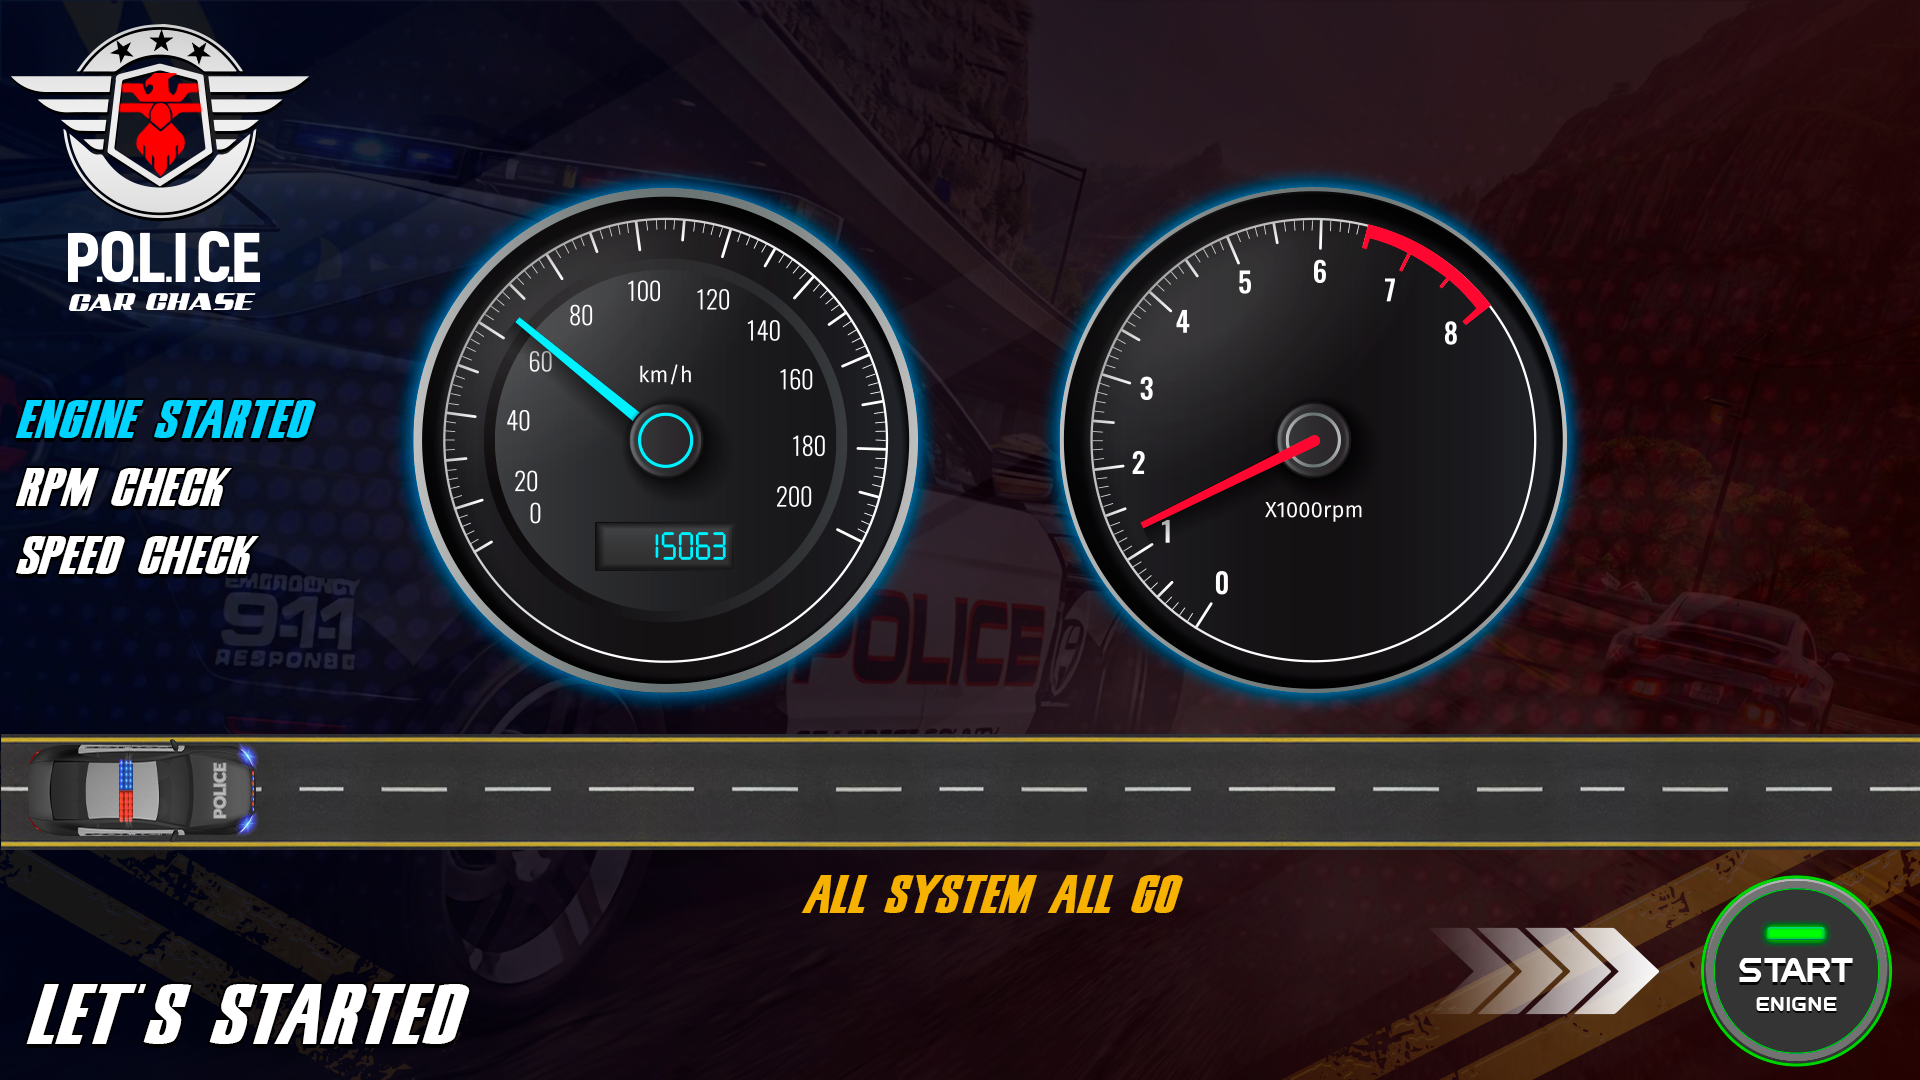 P.O.L.I.C.E
CAR CHASE
ENGINE STARTED
RPM CHECK
SPEED CHECK
EMERGENCY
911
RESPONSE
0
20
40
60
80
100
120
140
160
180
200
km/h
15063
0
1
2
3
4
5
6
7
8
X1000rpm
POLICE
POLICE
ALL SYSTEM ALL GO
LET'S STARTED
START
ENIGNE